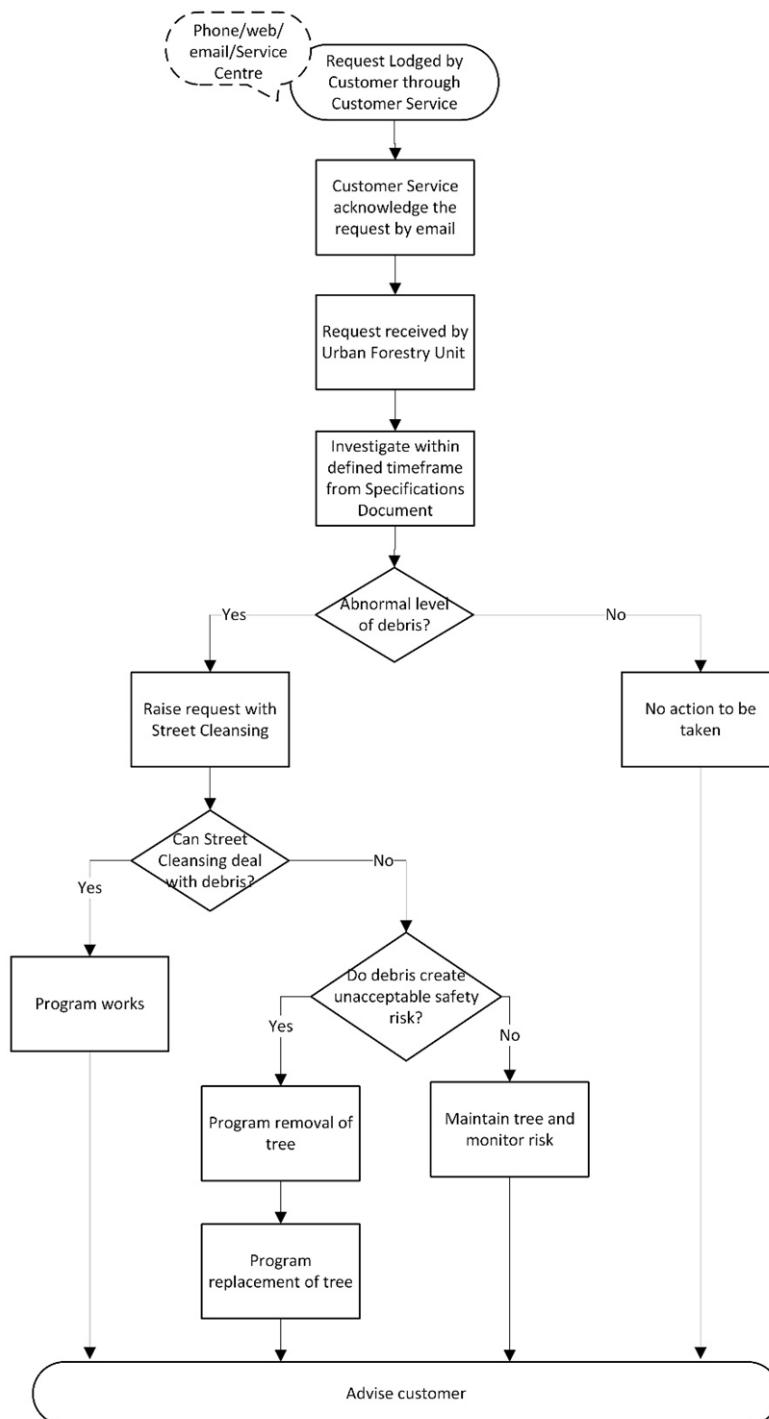 Phone/web/
email/Service
Centre
Request Lodged by
Customer through
Customer Service
Customer Service
acknowledge the
request by email
Request received by
Urban Forestry Unit
Investigate within
defined timeframe
from Specifications
Document
Abnormal level
of debris?
Yes
No
Raise request with
Street Cleansing
No action to be
taken
Can Street
Cleansing deal
with debris?
Yes
No
Program works
Do debris create
unacceptable safety
risk?
Yes
No
Program removal of
tree
Maintain tree and
monitor risk
Program
replacement of tree
Advise customer